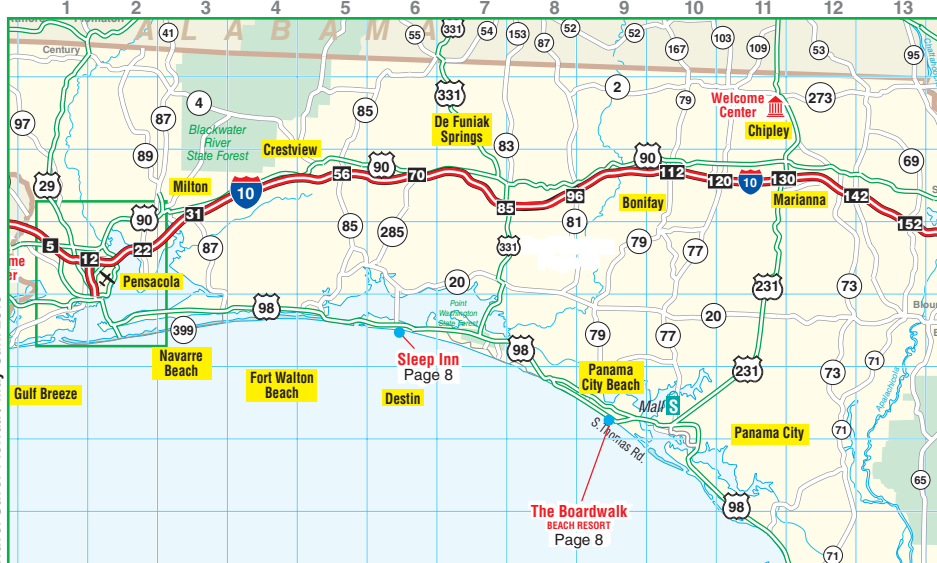 1 2 3 4 5 6 7 8 9 10 11 12 13
ALABAMA
Century
41
55
331
54
153
87
52
52
167
103
109
53
95
97
4
87
85
331
2
79
Welcome
Center
273
Chipley
De Funiak
Springs
Blackwater
River
State Forest
Crestview
89
83
69
29
Milton
10
56
90
70
90
112
120
10
130
Marianna
142
152
90
31
85
96
Bonifay
5
12
22
87
85
285
331
81
79
77
me
er
Pensacola
20
231
73
98
Point
Washington
State Forest
20
399
Navarre
Beach
Sleep Inn
Page 8
98
79
77
231
73
71
Gulf Breeze
Fort Walton
Beach
Destin
Panama
City Beach
Mall S
Apalachicola
S. Thomas Rd.
Panama City
71
65
The Boardwalk
BEACH RESORT
Page 8
98
71